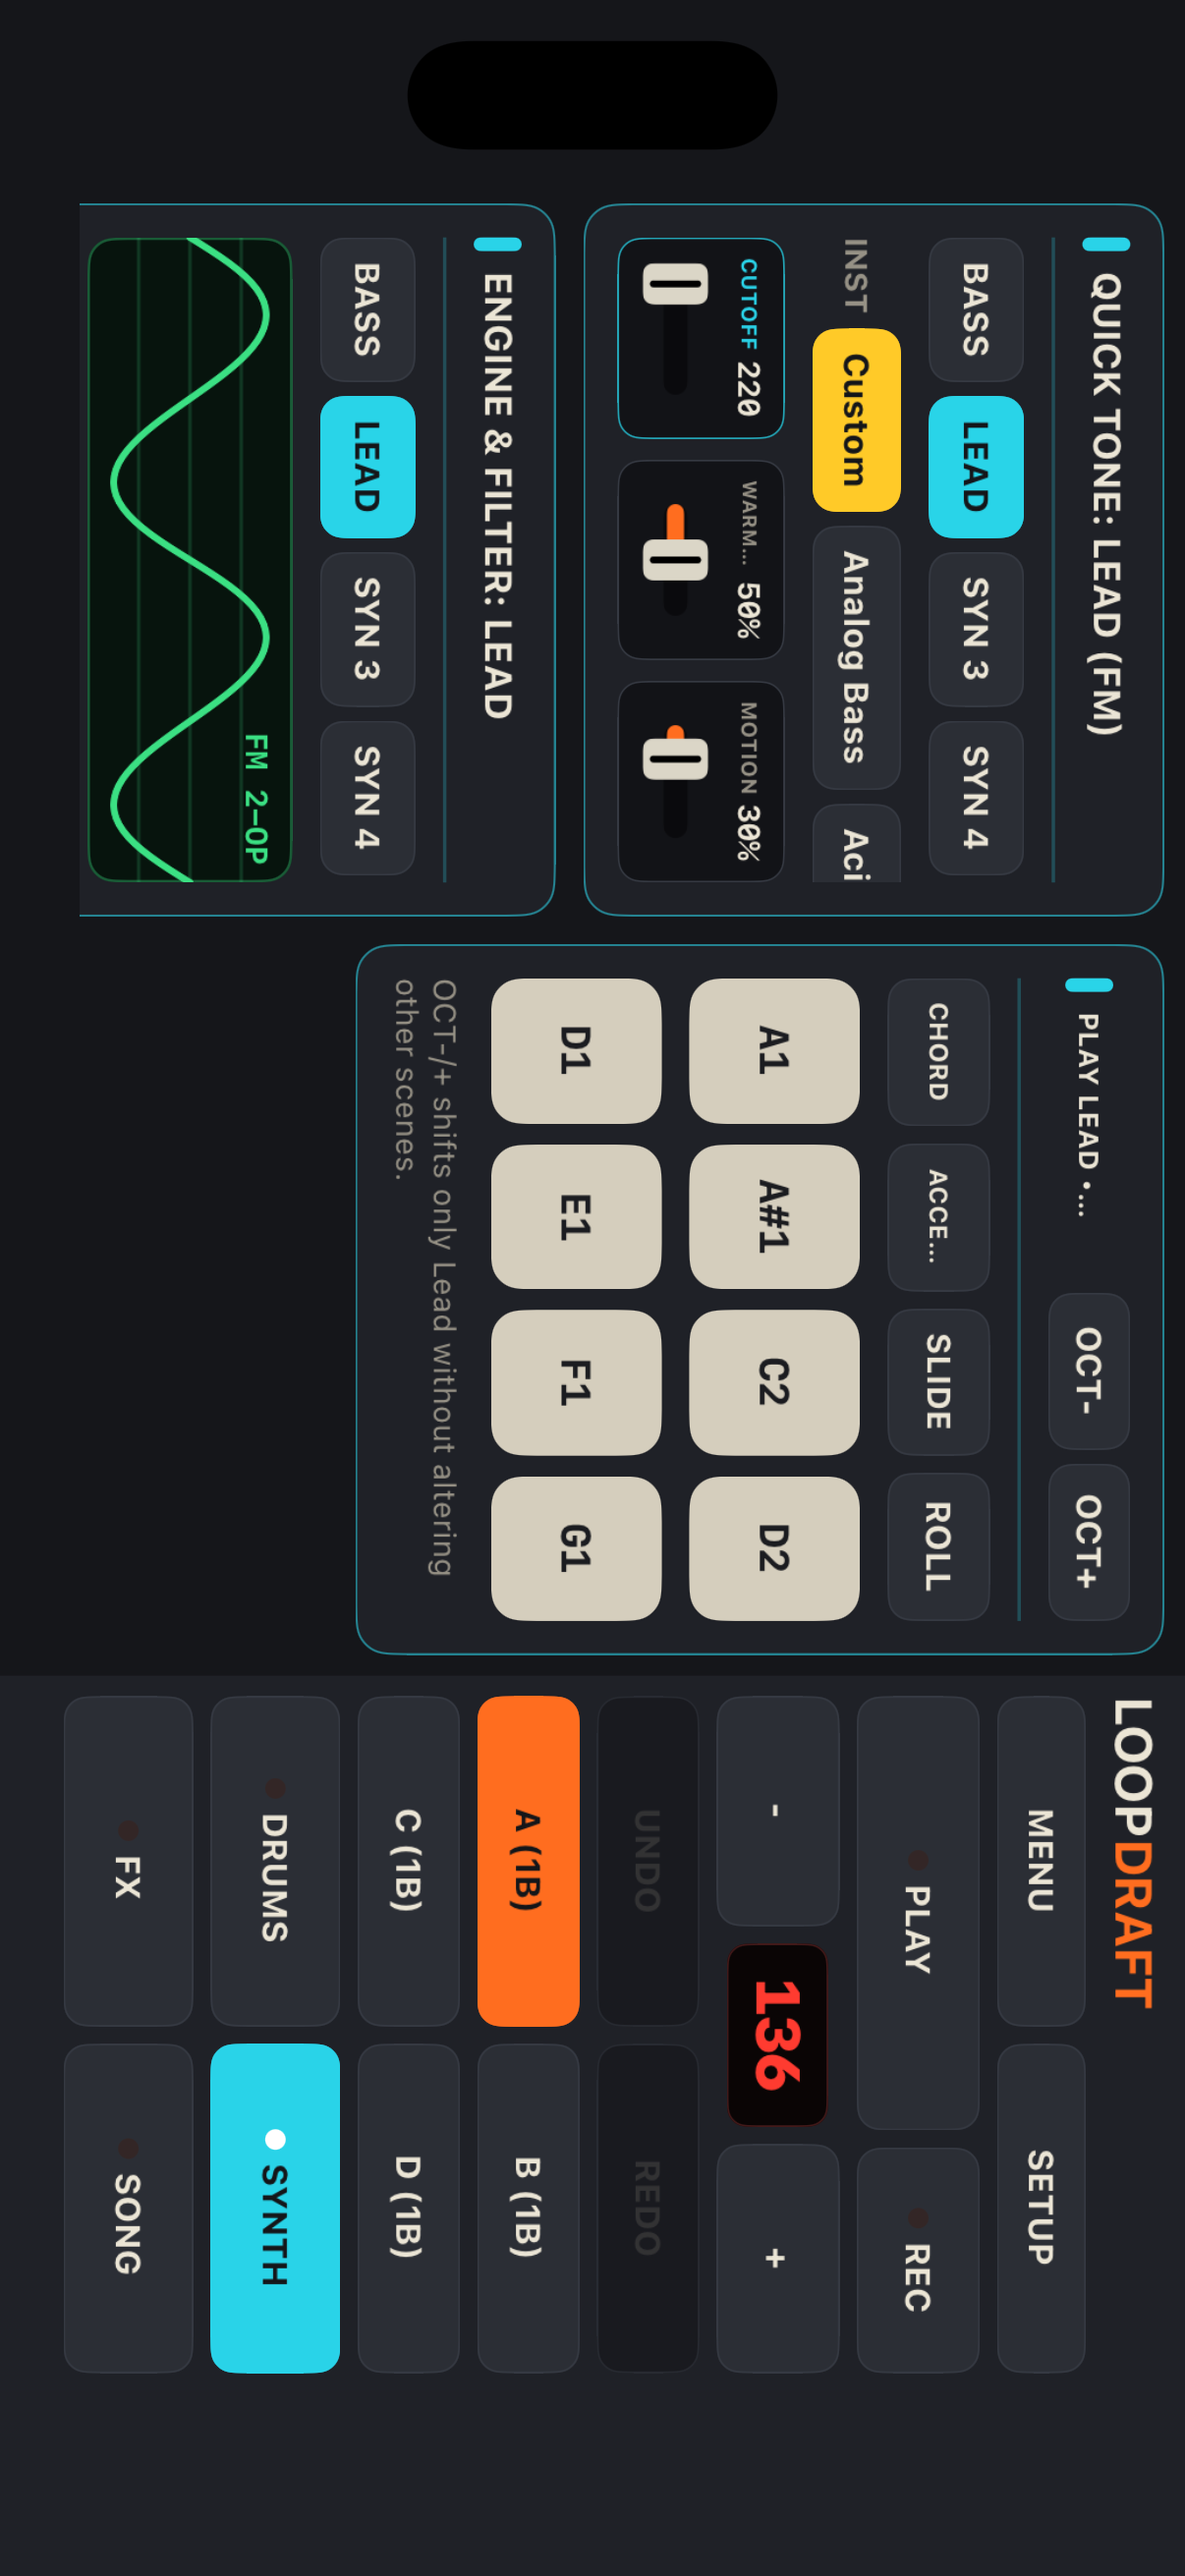 QUICK TONE: LEAD (FM)
BASS LEAD SYN 3 SYN 4
INST Custom Analog Bass Aci
CUTOFF 220 WARM... 50% MOTION 30%
ENGINE & FILTER: LEAD
BASS LEAD SYN 3 SYN 4
FM 2-OP
PLAY LEAD •... OCT- OCT+
CHORD ACCE... SLIDE ROLL
A1 A#1 C2 D2
D1 E1 F1 G1
OCT-/+ shifts only Lead without altering
other scenes.
LOOPDRAFT
MENU SETUP
PLAY REC
- 136 +
UNDO REDO
A (1B) B (1B)
C (1B) D (1B)
DRUMS SYNTH
FX SONG